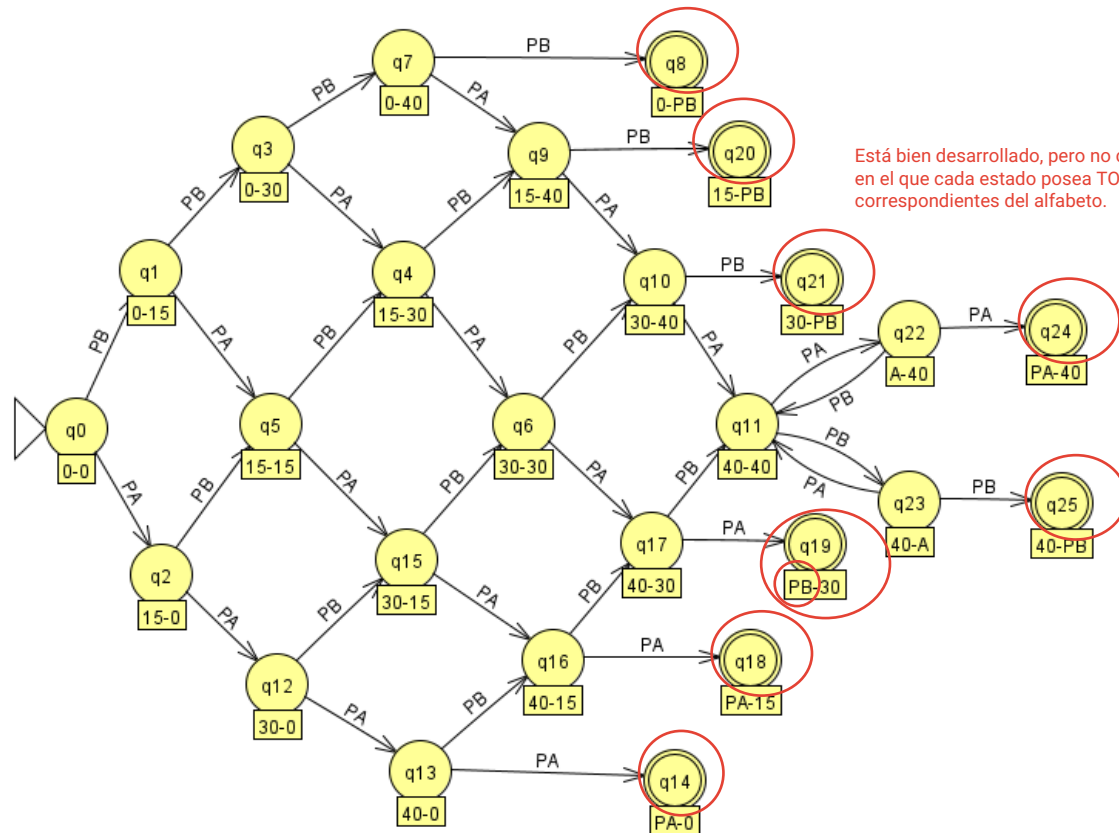 q7
0-40
PB
q8
0-PB
PB
PA
q3
0-30
q9
15-40
PB
q20
15-PB
Está bien desarrollado, pero no
en el que cada estado posea
correspondientes del alfabeto.
PB
PA
PB
PA
q1
0-15
q4
15-30
q10
30-40
PB
q21
30-PB
q22
A-40
PA
q24
PA-40
PB
PA
PB
PA
PB
PA
PA
PB
q0
0-0
q5
15-15
q6
30-30
q11
40-40
PB
PA
q23
40-A
PB
q25
40-PB
PA
PB
PA
PB
PA
PB
q2
15-0
q15
30-15
q17
40-30
PA
q19
PB-30
PA
PB
PA
PB
q12
30-0
q16
40-15
PA
q18
PA-15
PA
PB
q13
40-0
PA
q14
PA-0